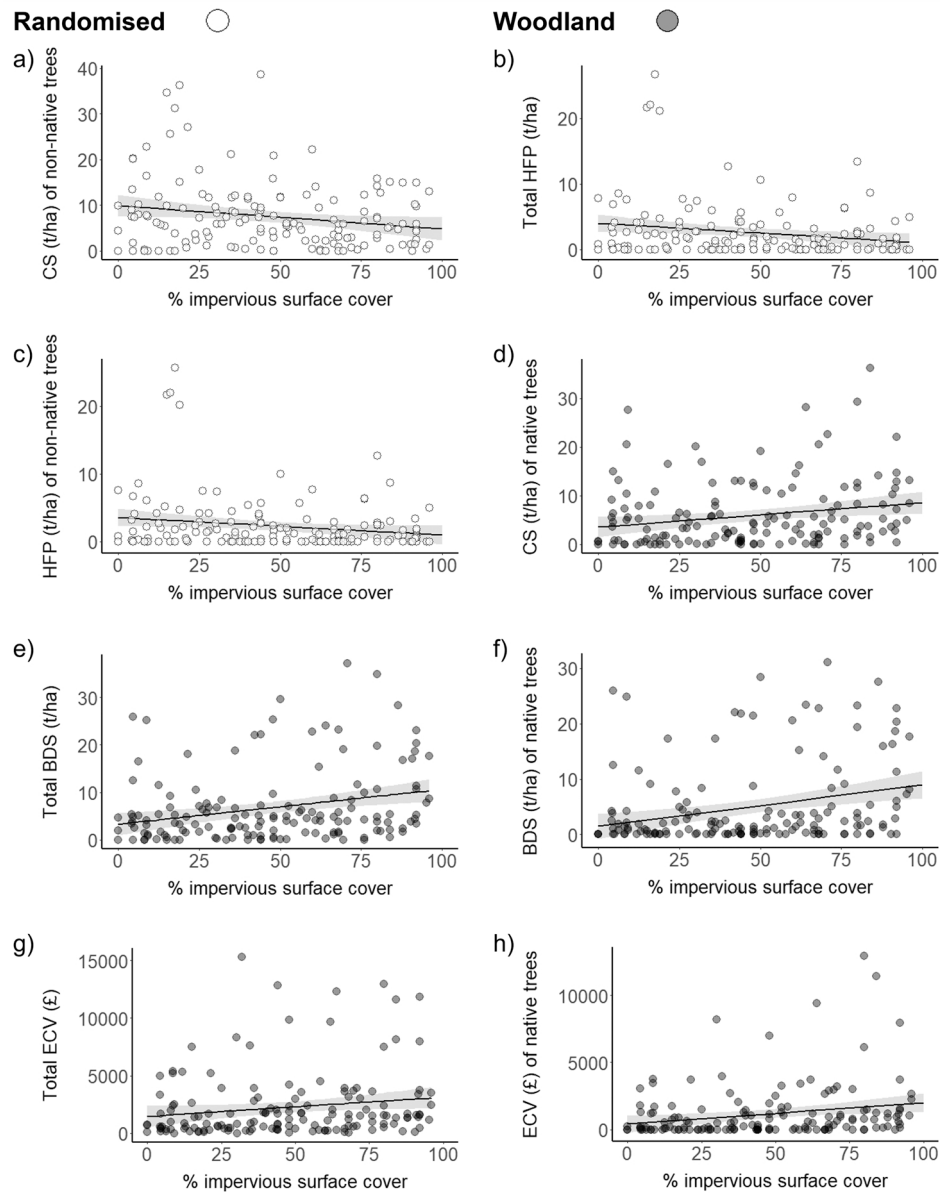 Randomised
Woodland
a)
CS (t/ha) of non-native trees
40
30
20
10
0
0 25 50 75 100
% impervious surface cover
b)
Total HFP (t/ha)
20
10
0
0 25 50 75 100
% impervious surface cover
c)
HFP (t/ha) of non-native trees
20
10
0
0 25 50 75 100
% impervious surface cover
d)
CS (t/ha) of native trees
30
20
10
0
0 25 50 75 100
% impervious surface cover
e)
Total BDS (t/ha)
30
20
10
0
0 25 50 75 100
% impervious surface cover
f)
BDS (t/ha) of native trees
30
20
10
0
0 25 50 75 100
% impervious surface cover
g)
Total ECV (£)
15000
10000
5000
0
0 25 50 75 100
% impervious surface cover
h)
ECV (£) of native trees
10000
5000
0
0 25 50 75 100
% impervious surface cover